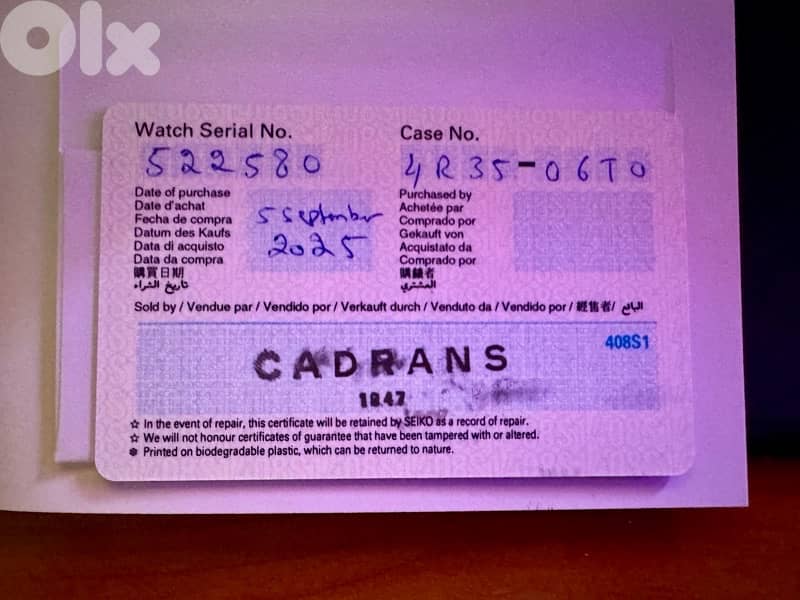 olx
Watch Serial No.
522580
Case No.
4R35-06T0
Date of purchase
Date d'achat
Fecha de compra
Datum des Kaufs
Data di acquisto
Data da compra
購買日期
تاريخ الشراء
5 September
2025
Purchased by
Achetée par
Comprado por
Gekauft von
Acquistato da
Comprado por
購錶者
المشتري
Sold by / Vendue par / Vendido por / Verkauft durch / Venduto da / Vendido por / 經售者/ البائع
408S1
CADRANS
1947
☆ In the event of repair, this certificate will be retained by SEIKO as a record of repair.
☆ We will not honour certificates of guarantee that have been tampered with or altered.
● Printed on biodegradable plastic, which can be returned to nature.